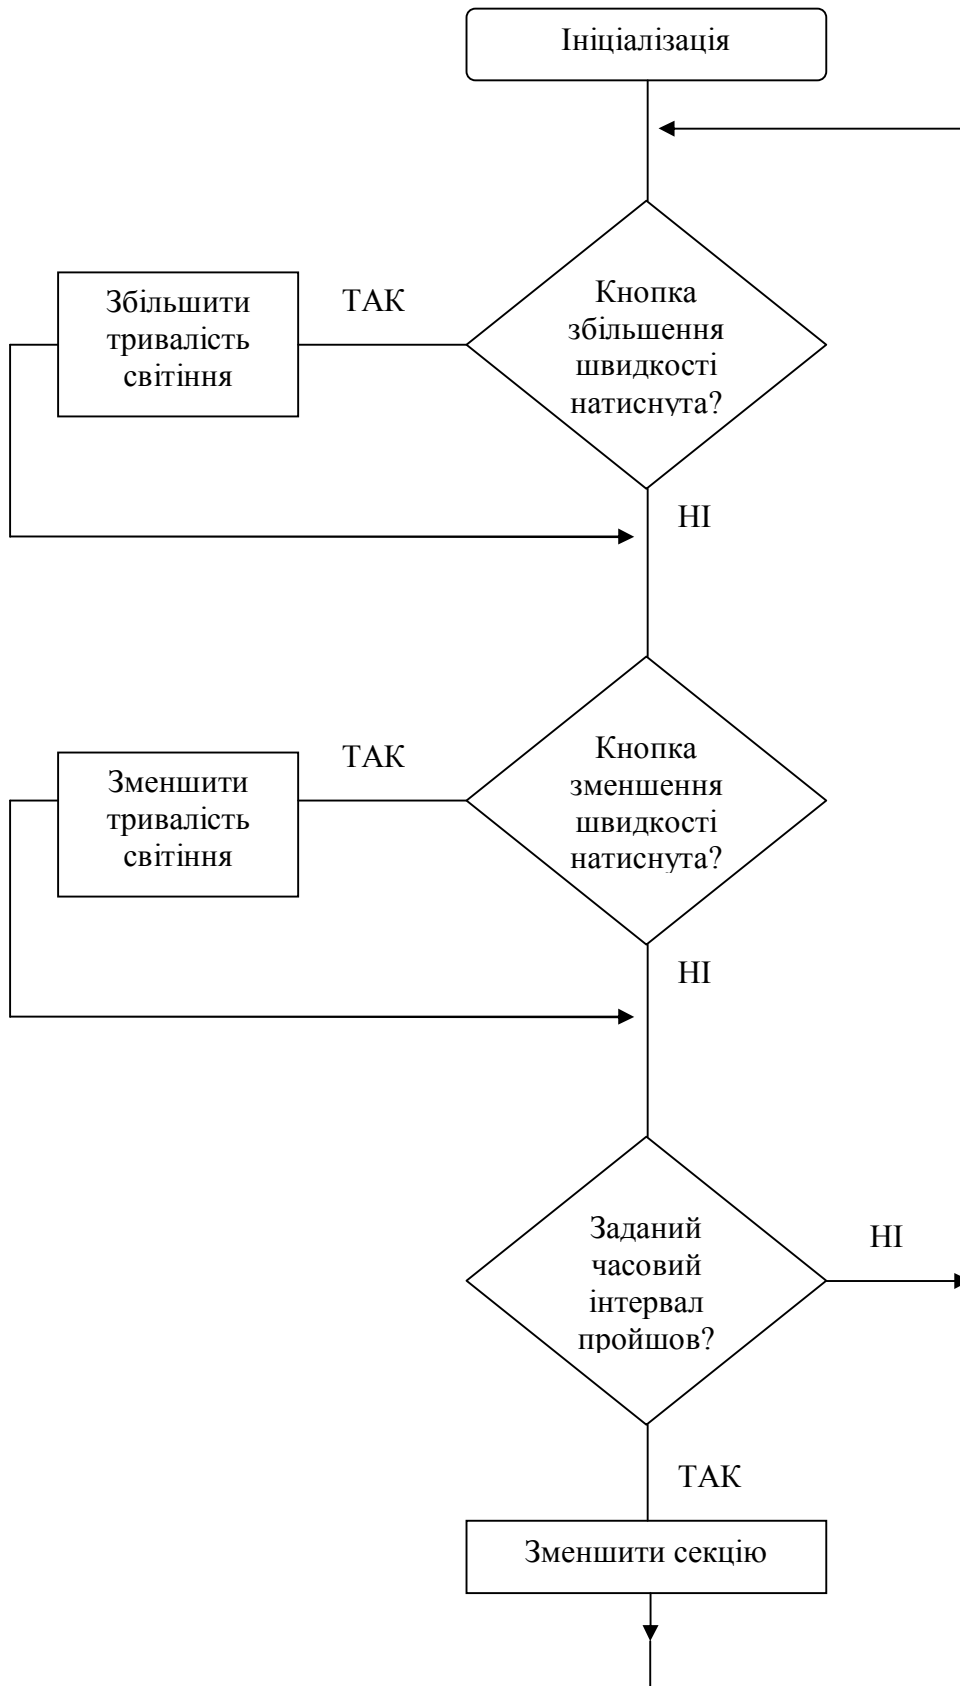 Ініціалізація
Кнопка
збільшення
швидкості
натиснута?
ТАК
Збільшити
тривалість
світіння
НІ
Кнопка
зменшення
швидкості
натиснута?
ТАК
Зменшити
тривалість
світіння
НІ
Заданий
часовий
інтервал
пройшов?
НІ
ТАК
Зменшити секцію